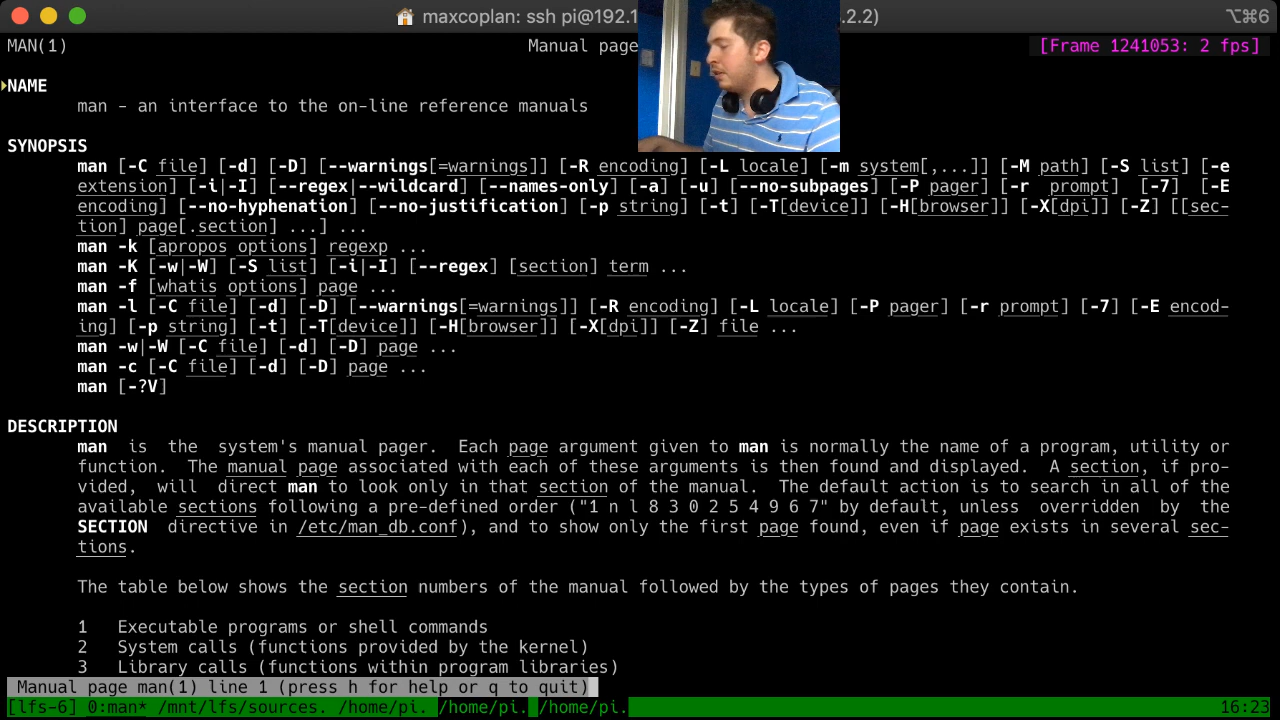 maxcoplan: ssh pi@192.1 .2.2) ⌥⌘6
MAN(1) Manual page [Frame 1241053: 2 fps]
NAME
man - an interface to the on-line reference manuals
SYNOPSIS
man [-C file] [-d] [-D] [--warnings[=warnings]] [-R encoding] [-L locale] [-m system[,...]] [-M path] [-S list] [-e
extension] [-i|-I] [--regex|--wildcard] [--names-only] [-a] [-u] [--no-subpages] [-P pager] [-r prompt] [-7] [-E
encoding] [--no-hyphenation] [--no-justification] [-p string] [-t] [-T[device]] [-H[browser]] [-X[dpi]] [-Z] [[sec-
tion] page[.section] ...] ...
man -k [apropos options] regexp ...
man -K [-w|-W] [-S list] [-i|-I] [--regex] [section] term ...
man -f [whatis options] page ...
man -l [-C file] [-d] [-D] [--warnings[=warnings]] [-R encoding] [-L locale] [-P pager] [-r prompt] [-7] [-E encod-
ing] [-p string] [-t] [-T[device]] [-H[browser]] [-X[dpi]] [-Z] file ...
man -w|-W [-C file] [-d] [-D] page ...
man -c [-C file] [-d] [-D] page ...
man [-?V]
DESCRIPTION
man is the system's manual pager. Each page argument given to man is normally the name of a program, utility or
function. The manual page associated with each of these arguments is then found and displayed. A section, if pro-
vided, will direct man to look only in that section of the manual. The default action is to search in all of the
available sections following a pre-defined order ("1 n l 8 3 0 2 5 4 9 6 7" by default, unless overridden by the
SECTION directive in /etc/man_db.conf), and to show only the first page found, even if page exists in several sec-
tions.
The table below shows the section numbers of the manual followed by the types of pages they contain.
1 Executable programs or shell commands
2 System calls (functions provided by the kernel)
3 Library calls (functions within program libraries)
Manual page man(1) line 1 (press h for help or q to quit)
[lfs-6] 0:man* /mnt/lfs/sources. /home/pi. /home/pi. /home/pi. 16:23